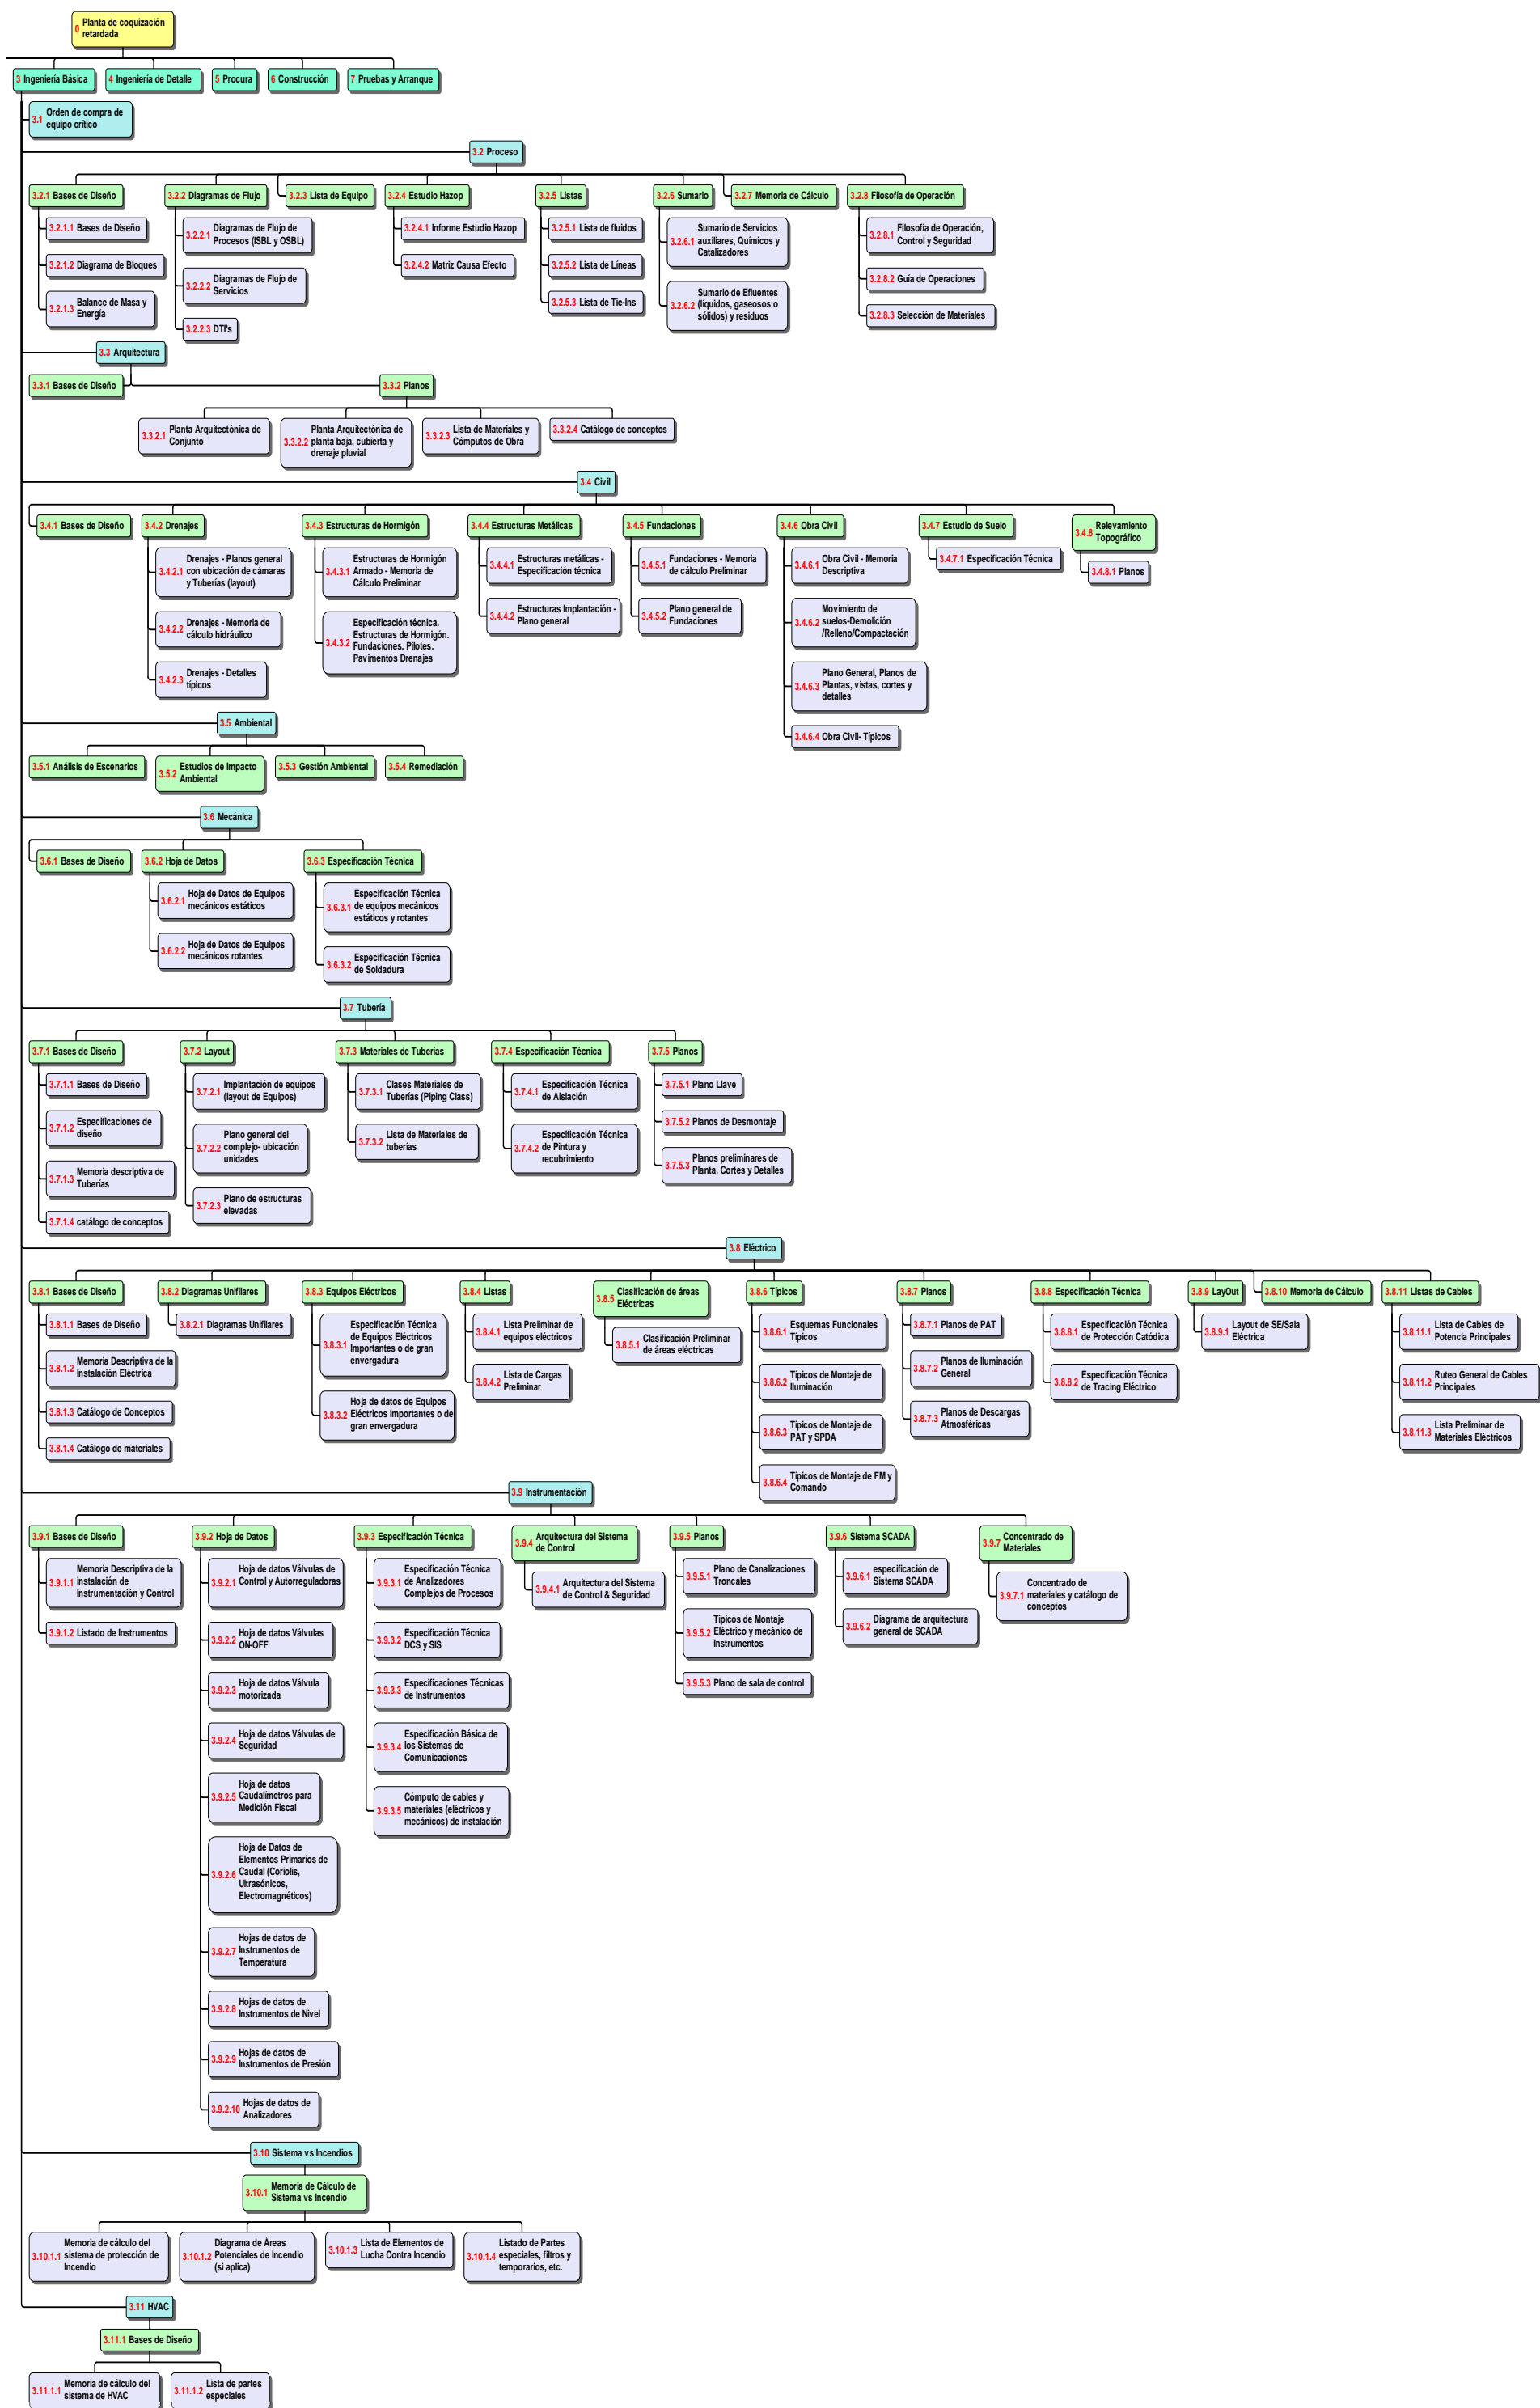 0 Planta de coquización
retardada
3 Ingeniería Básica
4 Ingeniería de Detalle
5 Procura
6 Construcción
7 Pruebas y Arranque
3.1 Orden de compra de
equipo crítico
3.2 Proceso
3.2.1 Bases de Diseño
3.2.2 Diagramas de Flujo
3.2.3 Lista de Equipo
3.2.4 Estudio Hazop
3.2.5 Listas
3.2.6 Sumario
3.2.7 Memoria de Cálculo
3.2.8 Filosofía de Operación
3.2.1.1 Bases de Diseño
3.2.1.2 Diagrama de Bloques
3.2.1.3 Balance de Masa y
Energía
3.2.2.1 Diagramas de Flujo de
Procesos (ISBL y OSBL)
3.2.2.2 Diagramas de Flujo de
Servicios
3.2.2.3 DTI's
3.2.4.1 Informe Estudio Hazop
3.2.4.2 Matriz Causa Efecto
3.2.5.1 Lista de fluidos
3.2.5.2 Lista de Líneas
3.2.5.3 Lista de Tie-Ins
3.2.6.1 Sumario de Servicios
auxiliares, Químicos y
Catalizadores
3.2.6.2 Sumario de Efluentes
(líquidos, gaseosos o
sólidos) y residuos
3.2.8.1 Filosofía de Operación,
Control y Seguridad
3.2.8.2 Guía de Operaciones
3.2.8.3 Selección de Materiales
3.3 Arquitectura
3.3.1 Bases de Diseño
3.3.2 Planos
3.3.2.1 Planta Arquitectónica de
Conjunto
3.3.2.2 Planta Arquitectónica de
planta baja, cubierta y
drenaje pluvial
3.3.2.3 Lista de Materiales y
Cómputos de Obra
3.3.2.4 Catálogo de conceptos
3.4 Civil
3.4.1 Bases de Diseño
3.4.2 Drenajes
3.4.3 Estructuras de Hormigón
3.4.4 Estructuras Metálicas
3.4.5 Fundaciones
3.4.6 Obra Civil
3.4.7 Estudio de Suelo
3.4.8 Relevamiento
Topográfico
3.4.2.1 Drenajes - Planos general
con ubicación de cámaras
y Tuberías (layout)
3.4.2.2 Drenajes - Memoria de
cálculo hidráulico
3.4.2.3 Drenajes - Detalles
típicos
3.4.3.1 Estructuras de Hormigón
Armado - Memoría de
Cálculo Preliminar
3.4.3.2 Especificación técnica.
Estructuras de Hormigón.
Fundaciones. Pilotes.
Pavimentos Drenajes
3.4.4.1 Estructuras metálicas -
Especificación técnica
3.4.4.2 Estructuras Implantación -
Plano general
3.4.5.1 Fundaciones - Memoria
de cálculo Preliminar
3.4.5.2 Plano general de
Fundaciones
3.4.6.1 Obra Civil - Memoria
Descriptiva
3.4.6.2 Movimiento de
suelos-Demolición
/Relleno/Compactación
3.4.6.3 Plano General, Planos de
Plantas, vistas, cortes y
detalles
3.4.6.4 Obra Civil- Típicos
3.4.7.1 Especificación Técnica
3.4.8.1 Planos
3.5 Ambiental
3.5.1 Análisis de Escenarios
3.5.2 Estudios de Impacto
Ambiental
3.5.3 Gestión Ambiental
3.5.4 Remediación
3.6 Mecánica
3.6.1 Bases de Diseño
3.6.2 Hoja de Datos
3.6.3 Especificación Técnica
3.6.2.1 Hoja de Datos de Equipos
mecánicos estáticos
3.6.2.2 Hoja de Datos de Equipos
mecánicos rotantes
3.6.3.1 Especificación Técnica
de equipos mecánicos
estáticos y rotantes
3.6.3.2 Especificación Técnica
de Soldadura
3.7 Tubería
3.7.1 Bases de Diseño
3.7.2 Layout
3.7.3 Materiales de Tuberías
3.7.4 Especificación Técnica
3.7.5 Planos
3.7.1.1 Bases de Diseño
3.7.1.2 Especificaciones de
diseño
3.7.1.3 Memoria descriptiva de
Tuberías
3.7.1.4 catálogo de conceptos
3.7.2.1 Implantación de equipos
(layout de Equipos)
3.7.2.2 Plano general del
complejo- ubicación
unidades
3.7.2.3 Plano de estructuras
elevadas
3.7.3.1 Clases Materiales de
Tuberías (Piping Class)
3.7.3.2 Lista de Materiales de
tuberías
3.7.4.1 Especificación Técnica
de Aislación
3.7.4.2 Especificación Técnica
de Pintura y
recubrimiento
3.7.5.1 Plano Llave
3.7.5.2 Planos de Desmontaje
3.7.5.3 Planos preliminares de
Planta, Cortes y Detalles
3.8 Eléctrico
3.8.1 Bases de Diseño
3.8.2 Diagramas Unifilares
3.8.3 Equipos Eléctricos
3.8.4 Listas
3.8.5 Clasificación de áreas
Eléctricas
3.8.6 Típicos
3.8.7 Planos
3.8.8 Especificación Técnica
3.8.9 LayOut
3.8.10 Memoria de Cálculo
3.8.11 Listas de Cables
3.8.1.1 Bases de Diseño
3.8.1.2 Memoria Descriptiva de la
Instalación Eléctrica
3.8.1.3 Catálogo de Conceptos
3.8.1.4 Catálogo de materiales
3.8.2.1 Diagramas Unifilares
3.8.3.1 Especificación Técnica
de Equipos Eléctricos
Importantes o de gran
envergadura
3.8.3.2 Hoja de datos de Equipos
Eléctricos Importantes o de
gran envergadura
3.8.4.1 Lista Preliminar de
equipos eléctricos
3.8.4.2 Lista de Cargas
Preliminar
3.8.5.1 Clasificación Preliminar
de áreas eléctricas
3.8.6.1 Esquemas Funcionales
Típicos
3.8.6.2 Típicos de Montaje de
Iluminación
3.8.6.3 Típicos de Montaje de
PAT y SPDA
3.8.6.4 Típicos de Montaje de FM y
Comando
3.8.7.1 Planos de PAT
3.8.7.2 Planos de Iluminación
General
3.8.7.3 Planos de Descargas
Atmosféricas
3.8.8.1 Especificación Técnica
de Protección Catódica
3.8.8.2 Especificación Técnica
de Tracing Eléctrico
3.8.9.1 Layout de SE/Sala
Eléctrica
3.8.11.1 Lista de Cables de
Potencia Principales
3.8.11.2 Ruteo General de Cables
Principales
3.8.11.3 Lista Preliminar de
Materiales Eléctricos
3.9 Instrumentación
3.9.1 Bases de Diseño
3.9.2 Hoja de Datos
3.9.3 Especificación Técnica
3.9.4 Arquitectura del Sistema
de Control
3.9.5 Planos
3.9.6 Sistema SCADA
3.9.7 Concentrado de
Materiales
3.9.1.1 Memoria Descriptiva de la
instalación de
Instrumentación y Control
3.9.1.2 Listado de Instrumentos
3.9.2.1 Hoja de datos Válvulas de
Control y Autorreguladoras
3.9.2.2 Hoja de datos Válvulas
ON-OFF
3.9.2.3 Hoja de datos Válvula
motorizada
3.9.2.4 Hoja de datos Válvulas de
Seguridad
3.9.2.5 Hoja de datos
Caudalímetros para
Medición Fiscal
3.9.2.6 Hoja de Datos de
Elementos Primarios de
Caudal (Coriolis,
Ultrasónicos,
Electromagnéticos)
3.9.2.7 Hojas de datos de
Instrumentos de
Temperatura
3.9.2.8 Hojas de datos de
Instrumentos de Nivel
3.9.2.9 Hojas de datos de
Instrumentos de Presión
3.9.2.10 Hojas de datos de
Analizadores
3.9.3.1 Especificación Técnica
de Analizadores
Complejos de Procesos
3.9.3.2 Especificación Técnica
DCS y SIS
3.9.3.3 Especificaciones Técnicas
de Instrumentos
3.9.3.4 Especificación Básica de
los Sistemas de
Comunicaciones
3.9.3.5 Cómputo de cables y
materiales (eléctricos y
mecánicos) de instalación
3.9.4.1 Arquitectura del Sistema
de Control & Seguridad
3.9.5.1 Plano de Canalizaciones
Troncales
3.9.5.2 Típicos de Montaje
Eléctrico y mecánico de
Instrumentos
3.9.5.3 Plano de sala de control
3.9.6.1 especificación de
Sistema SCADA
3.9.6.2 Diagrama de arquitectura
general de SCADA
3.9.7.1 Concentrado de
materiales y catálogo de
conceptos
3.10 Sistema vs Incendios
3.10.1 Memoria de Cálculo de
Sistema vs Incendio
3.10.1.1 Memoria de cálculo del
sistema de protección de
Incendio
3.10.1.2 Diagrama de Áreas
Potenciales de Incendio
(si aplica)
3.10.1.3 Lista de Elementos de
Lucha Contra Incendio
3.10.1.4 Listado de Partes
especiales, filtros y
temporarios, etc.
3.11 HVAC
3.11.1 Bases de Diseño
3.11.1.1 Memoria de cálculo del
sistema de HVAC
3.11.1.2 Lista de partes
especiales